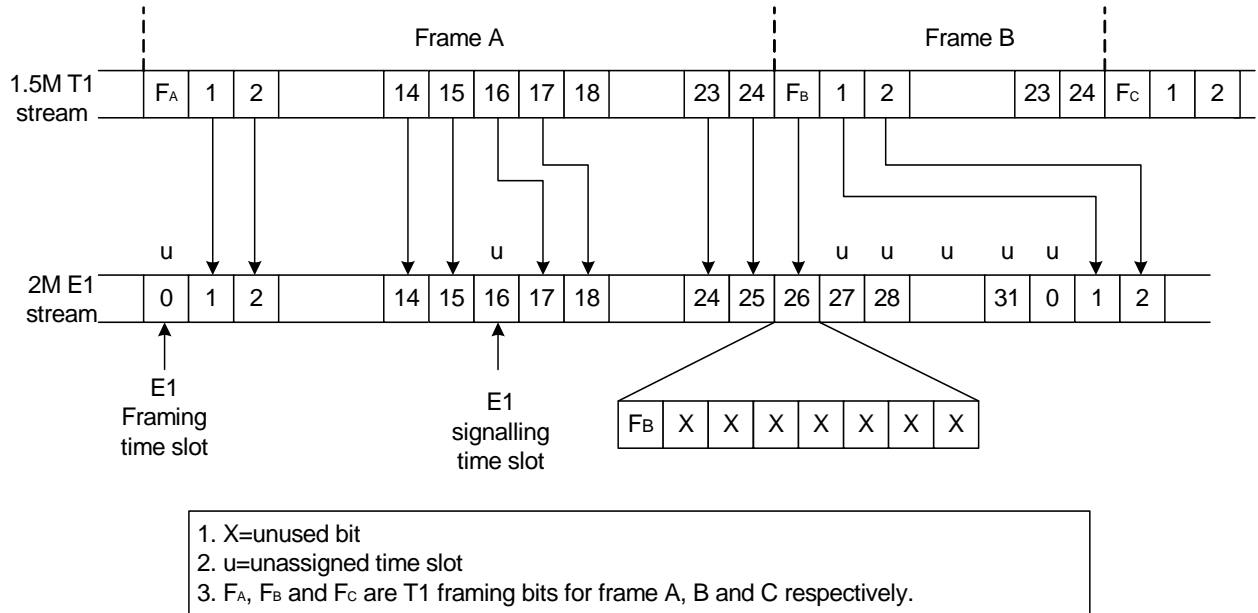 Frame A
Frame B
1.5M T1
stream
FA 1 2 14 15 16 17 18 23 24 FB 1 2 23 24 FC 1 2
u u u u u u u
2M E1
stream
0 1 2 14 15 16 17 18 24 25 26 27 28 31 0 1 2
E1
Framing
time slot
E1
signalling
time slot
FB X X X X X X X
1. X=unused bit
2. u=unassigned time slot
3. FA, FB and FC are T1 framing bits for frame A, B and C respectively.